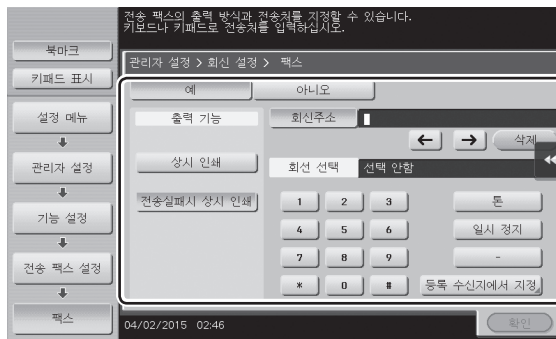 전송 팩스의 출력 방식과 전송처를 지정할 수 있습니다.
키보드나 키패드로 전송처를 입력하십시오.
북마크
키패드 표시
관리자 설정 > 회신 설정 > 팩스
예 아니오
설정 메뉴
출력 기능
회신주소
← → 삭제
관리자 설정
상시 인쇄
회선 선택 선택 안함
기능 설정
전송실패시 상시 인쇄
1 2 3 톤
4 5 6 일시 정지
7 8 9 -
전송 팩스 설정
* 0 # 등록 수신지에서 지정
팩스
04/02/2015 02:46
확인